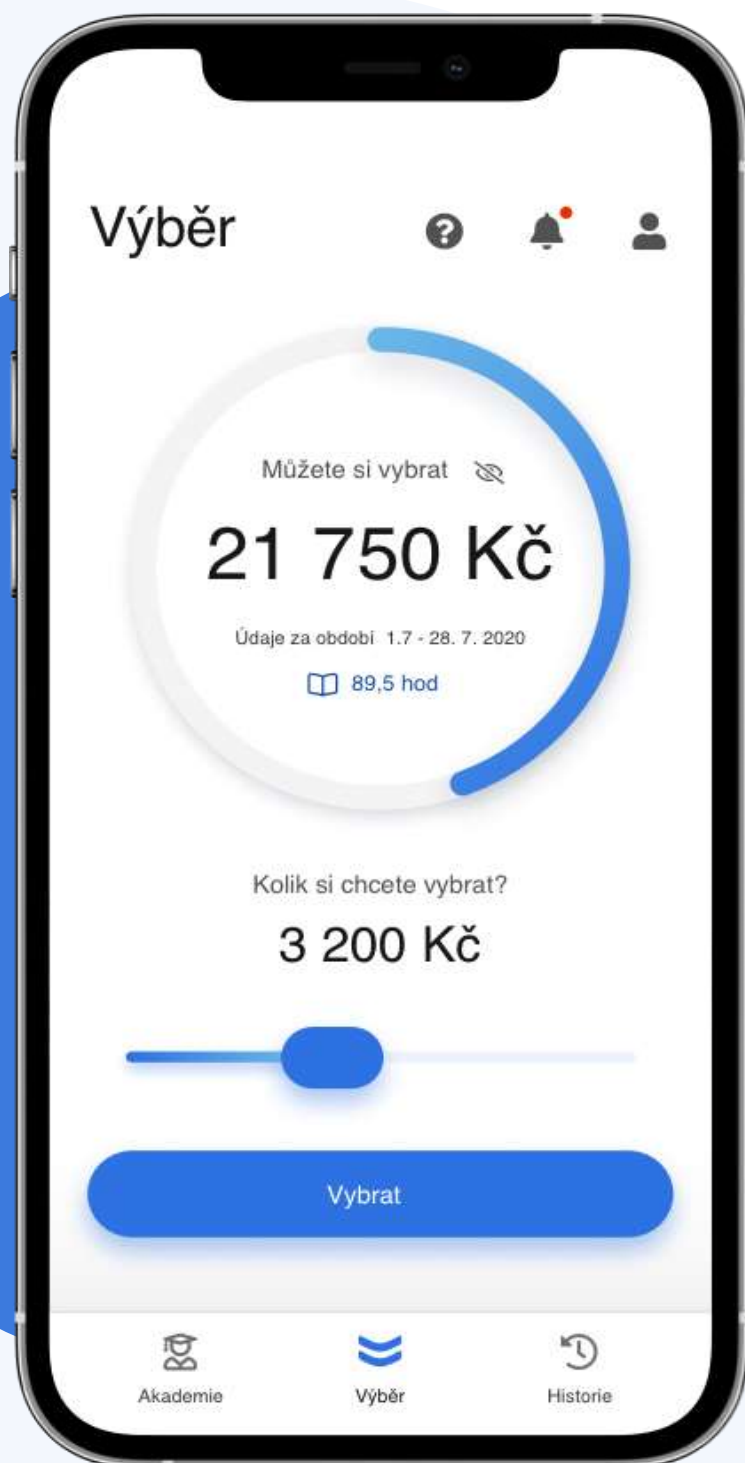 Výběr
Můžete si vybrat
21 750 Kč
Údaje za období 1.7 - 28. 7. 2020
89,5 hod
Kolik si chcete vybrat?
3 200 Kč
Vybrat
Akademie
Výběr
Historie